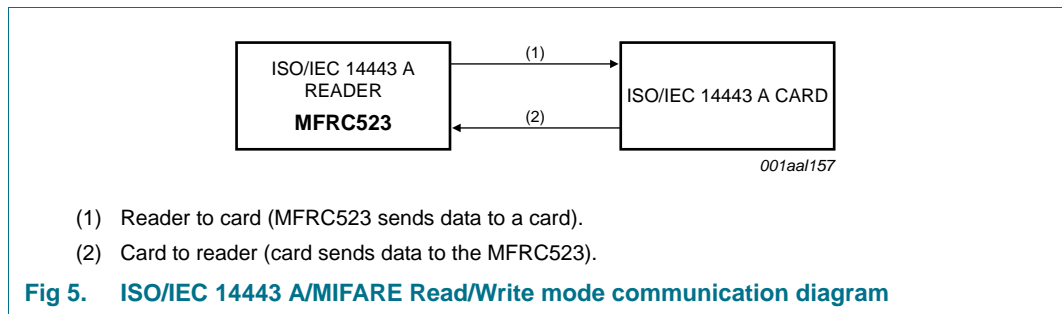 ISO/IEC 14443 A
READER
MFRC523
(1)
(2)
ISO/IEC 14443 A CARD
001aal157
(1) Reader to card (MFRC523 sends data to a card).
(2) Card to reader (card sends data to the MFRC523).
Fig 5. ISO/IEC 14443 A/MIFARE Read/Write mode communication diagram